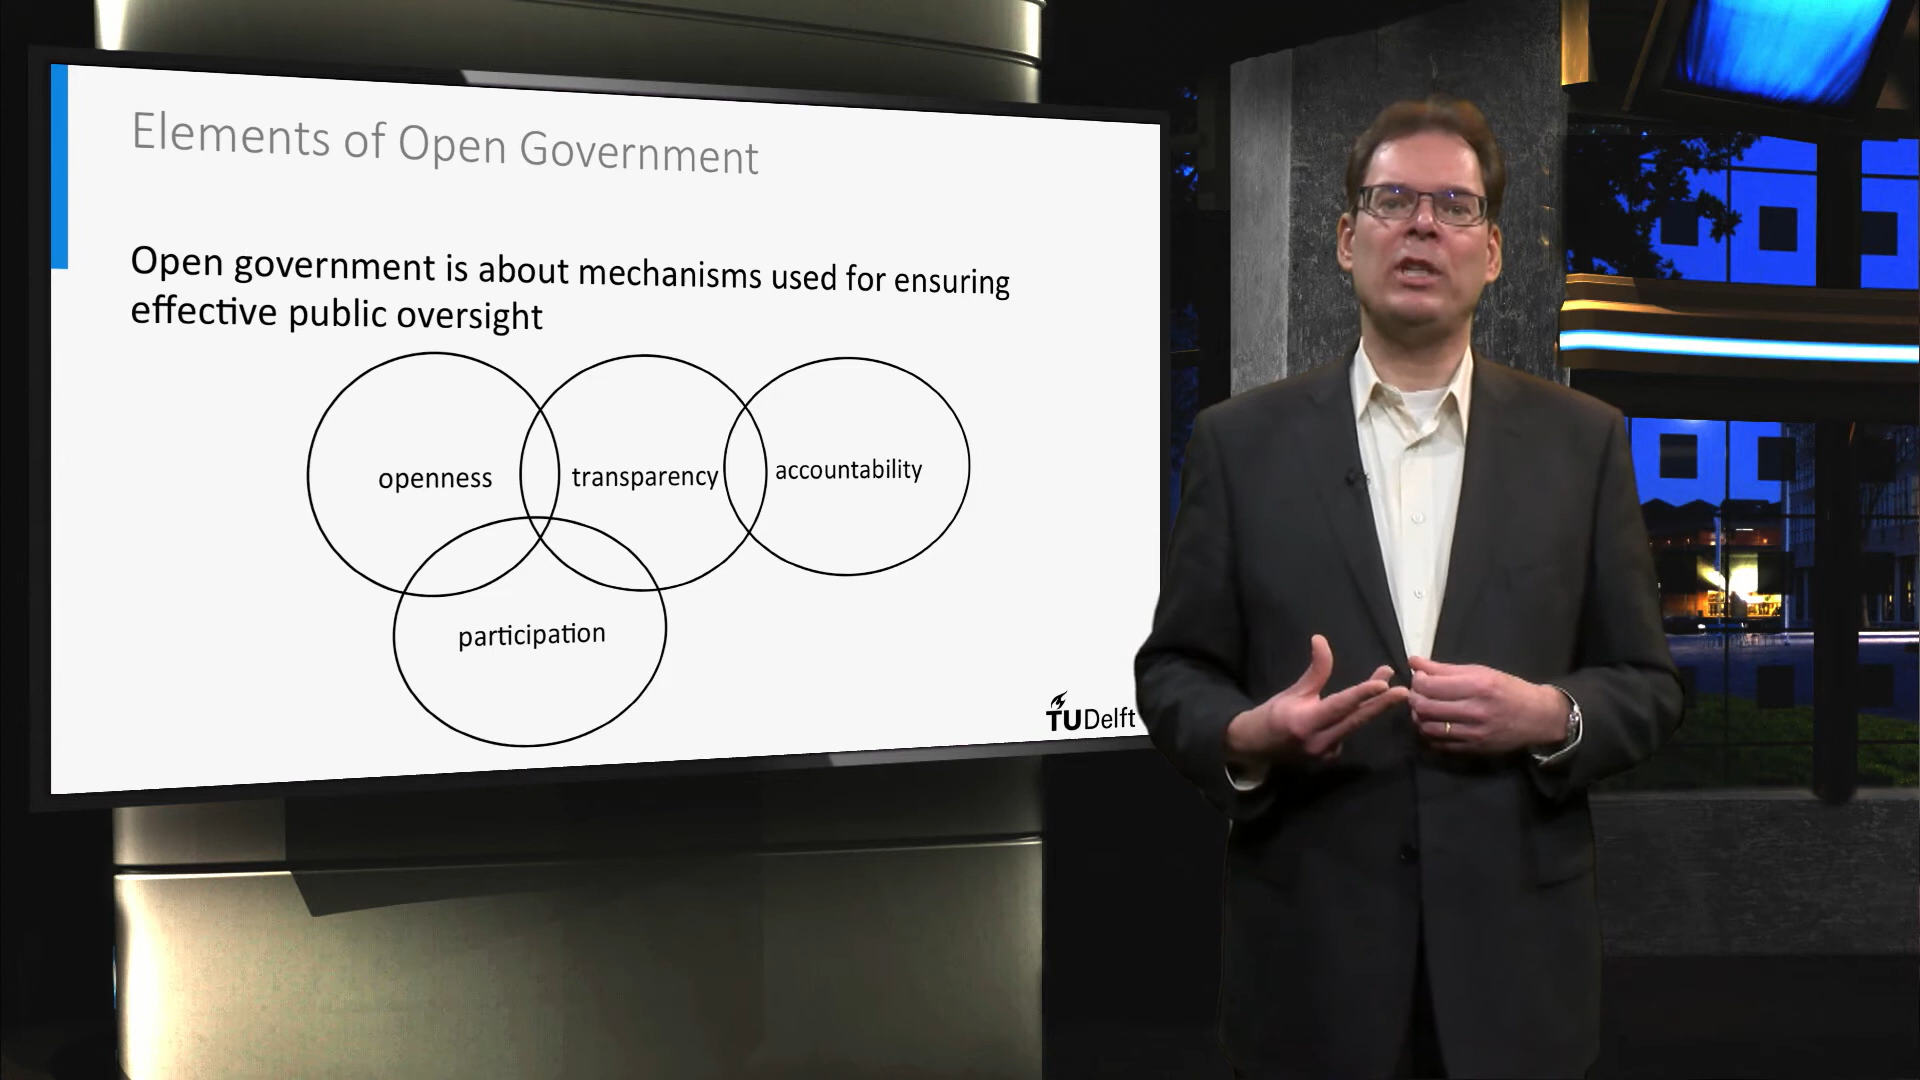 Elements of Open Government
Open government is about mechanisms used for ensuring
effective public oversight
openness
transparency
accountability
participation
TUDelft